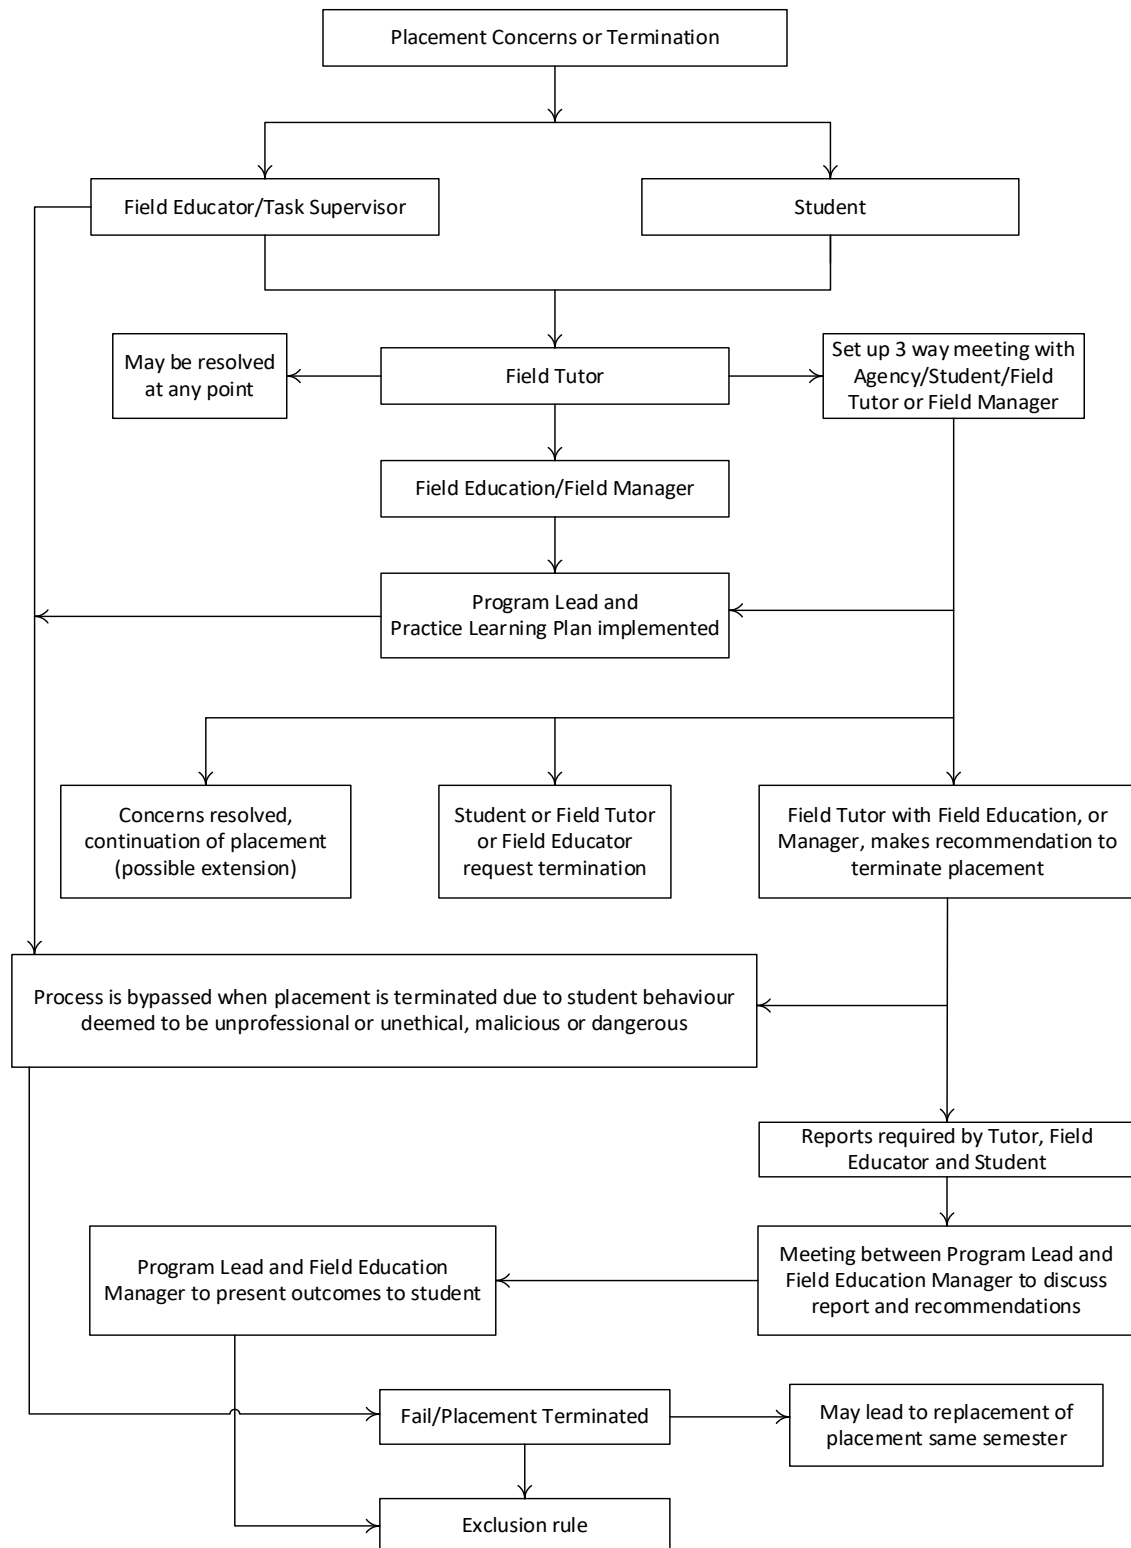 Placement Concerns or Termination
Field Educator/Task Supervisor
Student
May be resolved
at any point
Field Tutor
Set up 3 way meeting with
Agency/Student/Field
Tutor or Field Manager
Field Education/Field Manager
Program Lead and
Practice Learning Plan implemented
Concerns resolved,
continuation of placement
(possible extension)
Student or Field Tutor
or Field Educator
request termination
Field Tutor with Field Education, or
Manager, makes recommendation to
terminate placement
Process is bypassed when placement is terminated due to student behaviour
deemed to be unprofessional or unethical, malicious or dangerous
Reports required by Tutor, Field
Educator and Student
Program Lead and Field Education
Manager to present outcomes to student
Meeting between Program Lead and
Field Education Manager to discuss
report and recommendations
Fail/Placement Terminated
May lead to replacement of
placement same semester
Exclusion rule